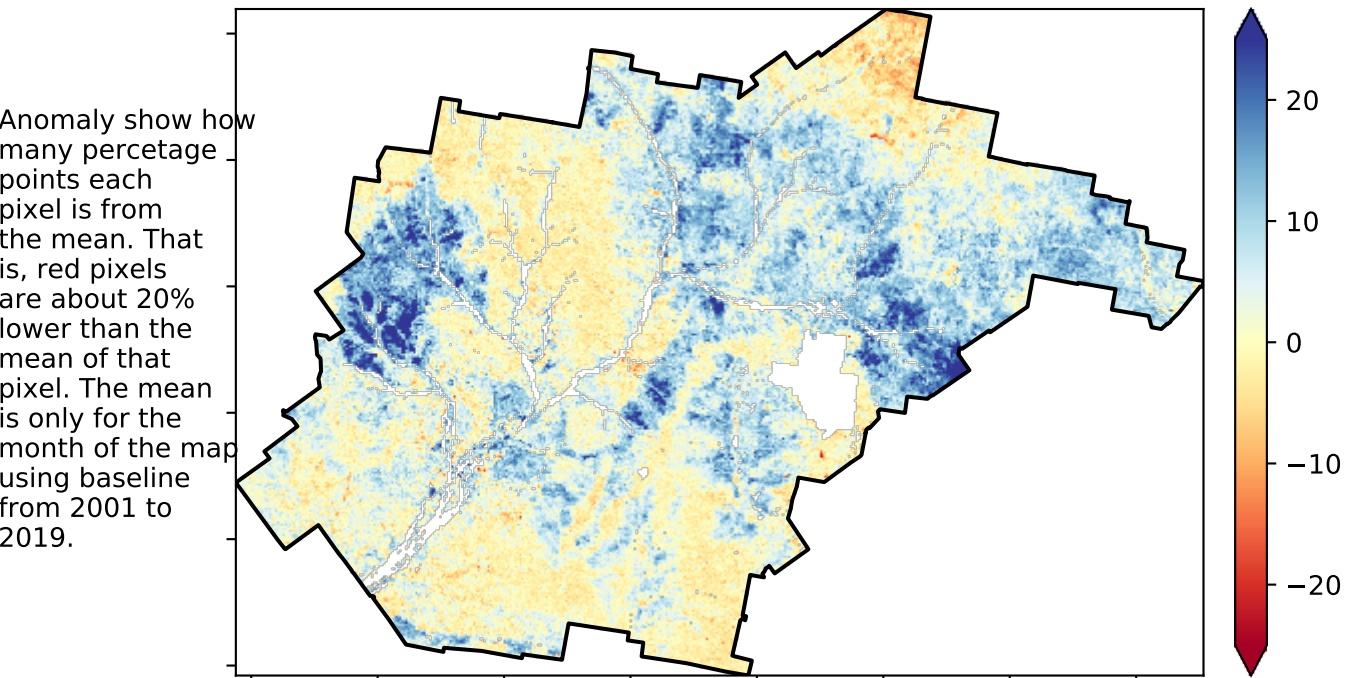 Anomaly show how
many percetage
points each
pixel is from
the mean. That
is, red pixels
are about 20%
lower than the
mean of that
pixel. The mean
is only for the
month of the map
using baseline
from 2001 to
2019.
20
10
0
−10
−20